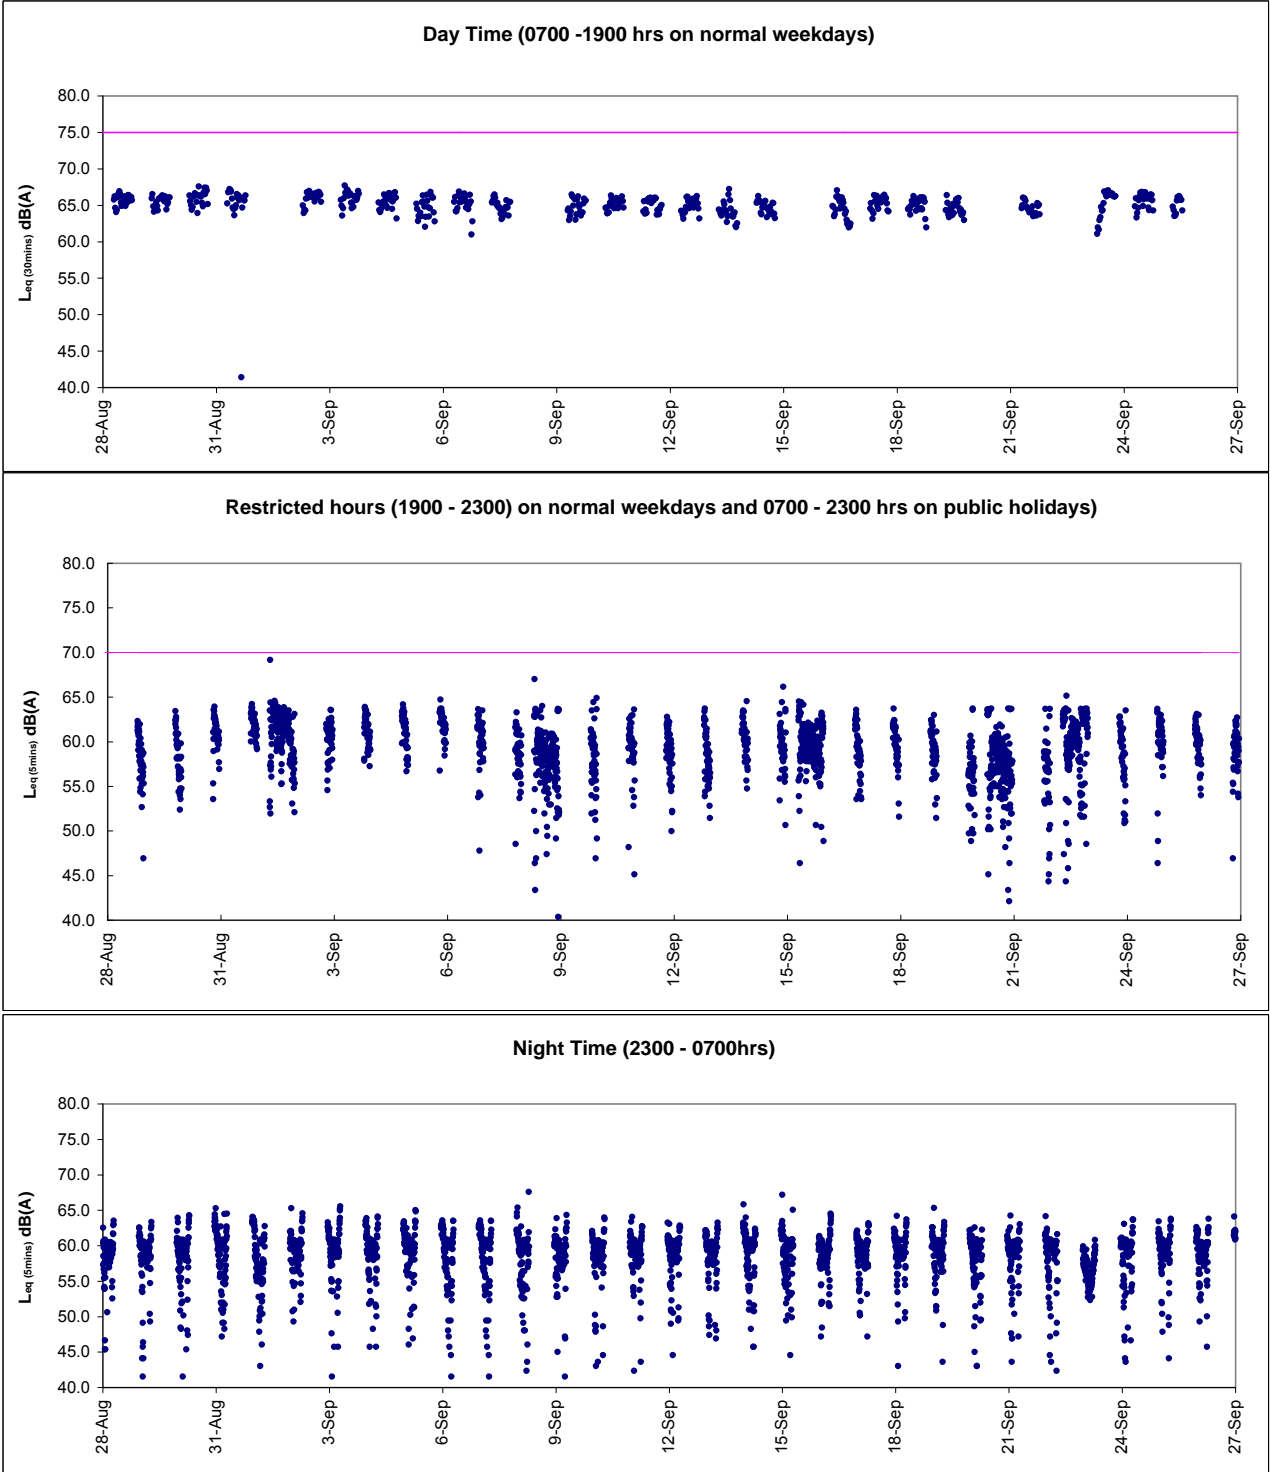 Day Time (0700 -1900 hrs on normal weekdays)
80.0
75.0
70.0
65.0
60.0
55.0
50.0
45.0
40.0
Leq (30mins) dB(A)
28-Aug
31-Aug
3-Sep
6-Sep
9-Sep
12-Sep
15-Sep
18-Sep
21-Sep
24-Sep
27-Sep
Restricted hours (1900 - 2300) on normal weekdays and 0700 - 2300 hrs on public holidays)
80.0
75.0
70.0
65.0
60.0
55.0
50.0
45.0
40.0
Leq (5mins) dB(A)
28-Aug
31-Aug
3-Sep
6-Sep
9-Sep
12-Sep
15-Sep
18-Sep
21-Sep
24-Sep
27-Sep
Night Time (2300 - 0700hrs)
80.0
75.0
70.0
65.0
60.0
55.0
50.0
45.0
40.0
Leq (5mins) dB(A)
28-Aug
31-Aug
3-Sep
6-Sep
9-Sep
12-Sep
15-Sep
18-Sep
21-Sep
24-Sep
27-Sep